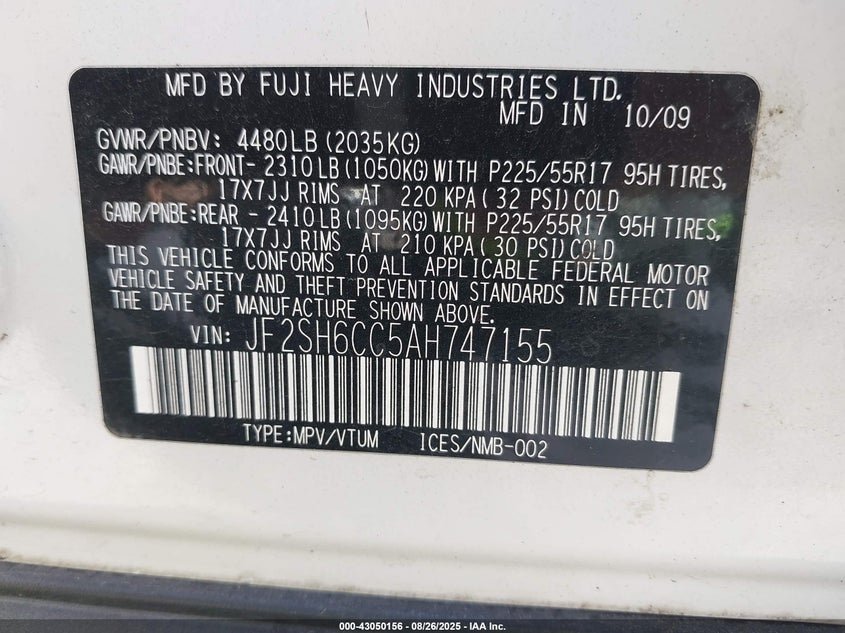 MFD BY FUJI HEAVY INDUSTRIES LTD.
MFD IN 10/09
GVWR/PNBV: 4480LB(2035KG)
GAWR/PNBE:FRONT- 2310LB(1050KG)WITH P225/55R17 95H TIRES,
17X7JJ RIMS AT 220 KPA( 32 PSI)COLD
GAWR/PNBE:REAR - 2410LB(1095KG)WITH P225/55R17 95H TIRES,
17X7JJ RIMS AT 210 KPA(30 PSI)COLD
THIS VEHICLE CONFORMS TO ALL APPLICABLE FEDERAL MOTOR
VEHICLE SAFETY AND THEFT PREVENTION STANDARDS IN EFFECT ON
THE DATE OF MANUFACTURE SHOWN ABOVE.
VIN: JF2SH6CC5AH747155
TYPE:MPV/VTUM ICES/NMB-002
000-43050156 - 08/26/2025 - IAA Inc.